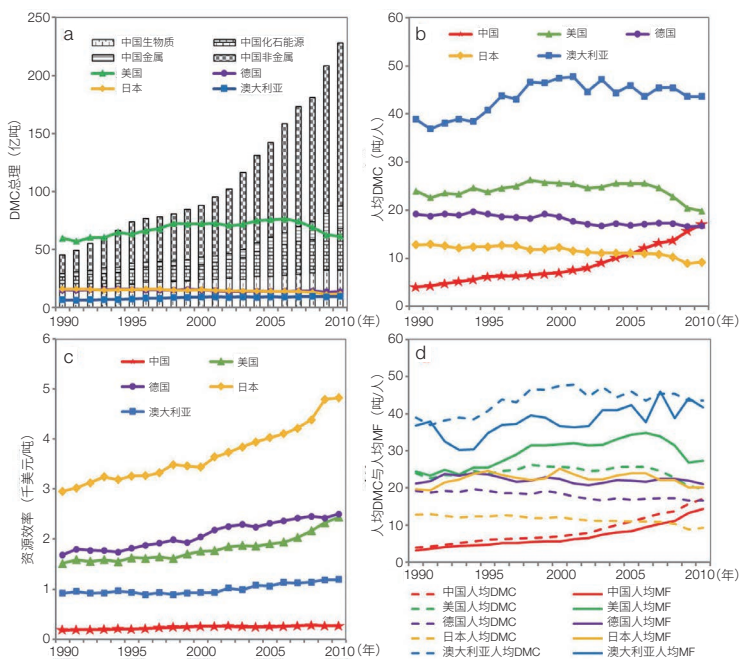 a
中国生物质 中国化石能源
中国金属 中国非金属
美国 德国
日本 澳大利亚
DMC总理（亿吨）
250
200
150
100
50
0
1990 1995 2000 2005 2010(年)
b
中国 美国 德国
日本 澳大利亚
人均DMC（吨/人）
60
50
40
30
20
10
0
1990 1995 2000 2005 2010(年)
c
中国 美国
德国 日本
澳大利亚
资源效率（千美元/吨）
6
5
4
3
2
1
0
1990 1995 2000 2005 2010(年)
d
人均DMC与人均MF（吨/人）
60
50
40
30
20
10
0
1990 1995 2000 2005 2010(年)
中国人均DMC 中国人均MF
美国人均DMC 美国人均MF
德国人均DMC 德国人均MF
日本人均DMC 日本人均MF
澳大利亚人均DMC 澳大利亚人均MF